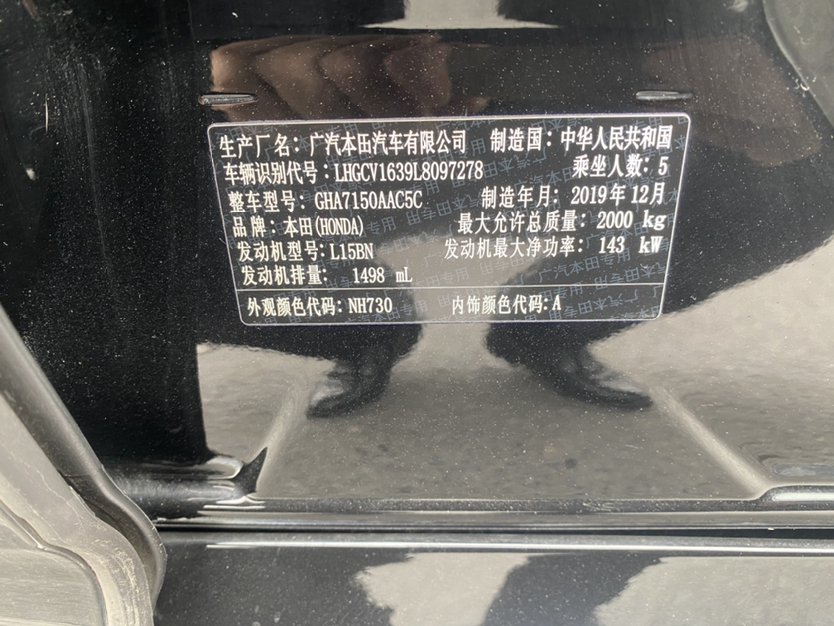 生产厂名：广汽本田汽车有限公司 制造国：中华人民共和国
车辆识别代号：LHGCV1639L8097278 乘坐人数：5
整车型号：GHA7150AAC5C 制造年月：2019年12月
品牌：本田(HONDA) 最大允许总质量：2000 kg
发动机型号：L15BN 发动机最大净功率：143 kW
发动机排量：1498 mL
外观颜色代码：NH730 内饰颜色代码：A